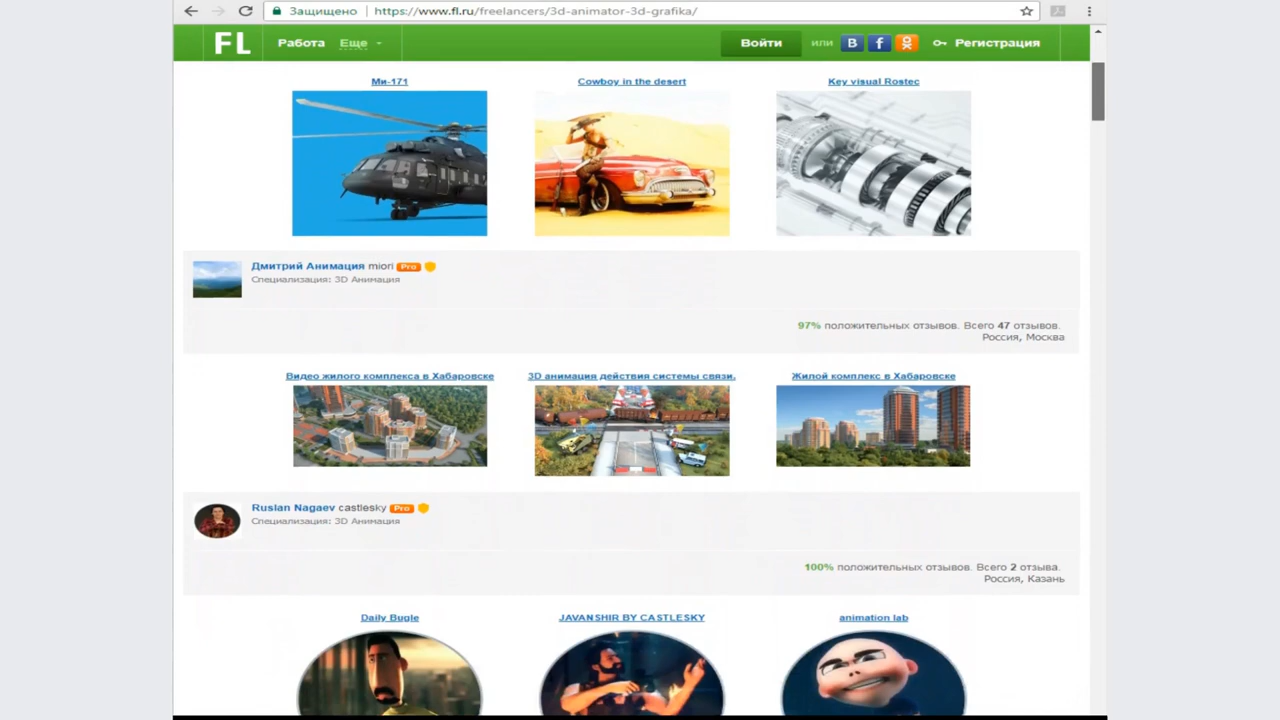 Защищено | https://www.fl.ru/freelancers/3d-animator-3d-grafika/
FL Работа Еще Войти или B f Регистрация
Ми-171 Cowboy in the desert Key visual Rostec
Дмитрий Анимация miori Pro
Специализация: 3D Анимация
97% положительных отзывов. Всего 47 отзывов.
Россия, Москва
Видео жилого комплекса в Хабаровске 3D анимация действия системы связи. Жилой комплекс в Хабаровске
Ruslan Nagaev castlesky Pro
Специализация: 3D Анимация
100% положительных отзывов. Всего 2 отзыва.
Россия, Казань
Daily Bugle JAVANSHIR BY CASTLESKY animation lab